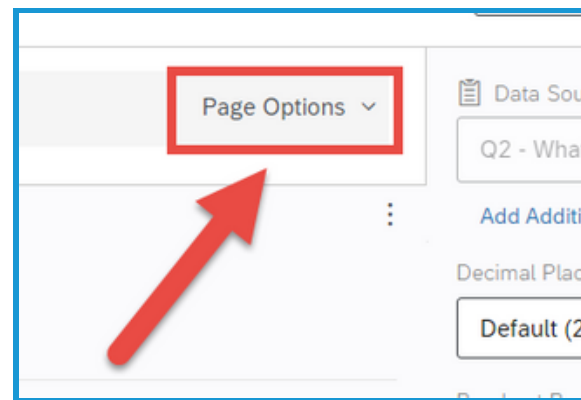 Page Options
Data Sou
Q2 - Wha
Add Additi
Decimal Plac
Default (2